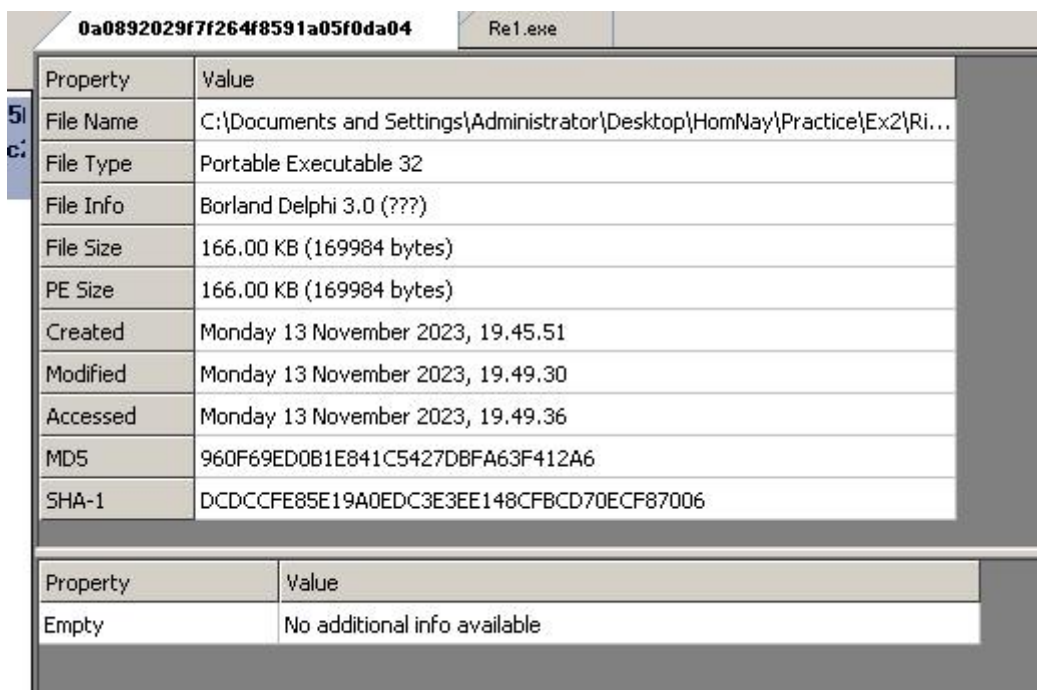 0a0892029f7f264f8591a05f0da04 Re1.exe
Property Value
File Name C:\Documents and Settings\Administrator\Desktop\HomNay\Practice\Ex2\Ri...
File Type Portable Executable 32
File Info Borland Delphi 3.0 (???)
File Size 166.00 KB (169984 bytes)
PE Size 166.00 KB (169984 bytes)
Created Monday 13 November 2023, 19.45.51
Modified Monday 13 November 2023, 19.49.30
Accessed Monday 13 November 2023, 19.49.36
MD5 960F69ED0B1E841C5427DBFA63F412A6
SHA-1 DCDCCFE85E19A0EDC3E3EE148CFBCD70ECF87006
Property Value
Empty No additional info available